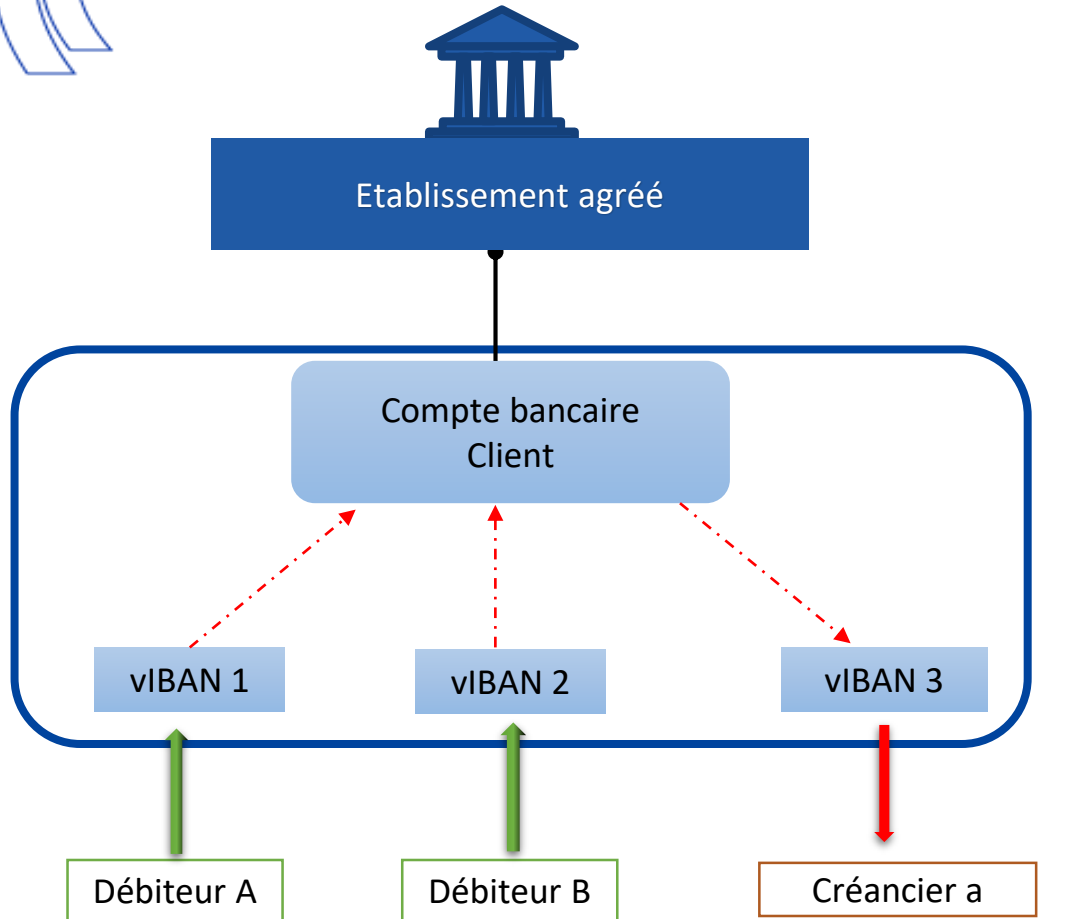 Etablissement agréé
Compte bancaire
Client
vIBAN 1
vIBAN 2
vIBAN 3
Débiteur A
Débiteur B
Créancier a